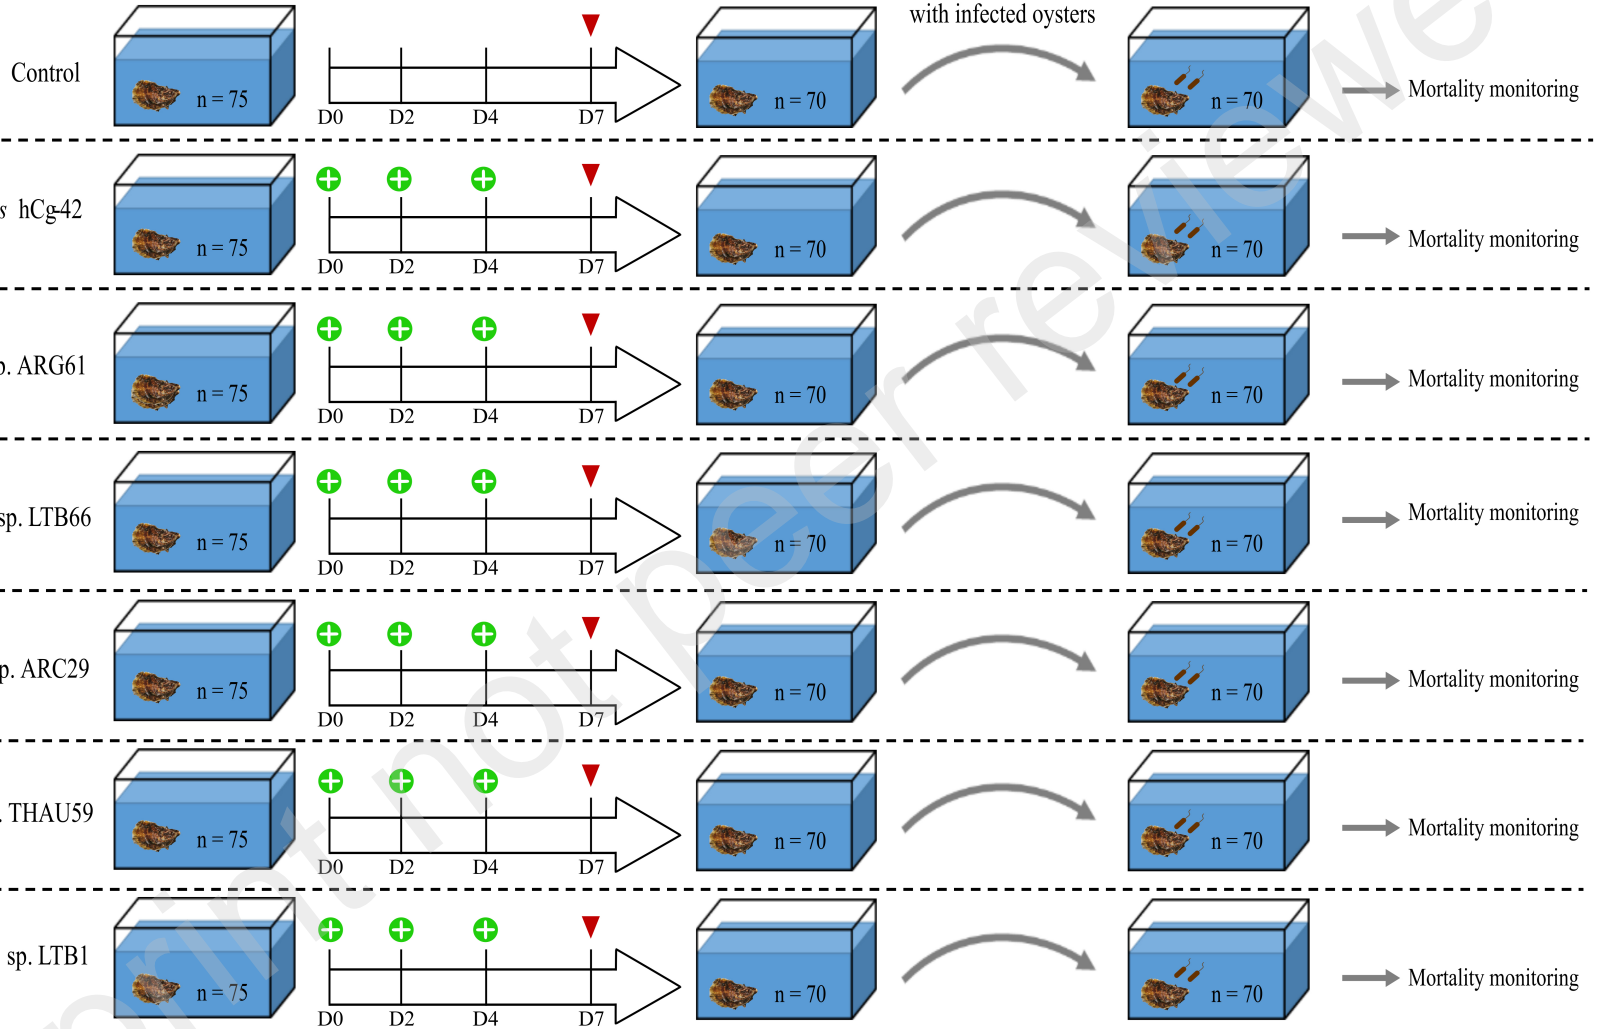 with infected oysters
Control
n = 75
D0 D2 D4 D7
n = 70
n = 70
Mortality monitoring
s hCg-42
n = 75
D0 D2 D4 D7
n = 70
n = 70
Mortality monitoring
p. ARG61
n = 75
D0 D2 D4 D7
n = 70
n = 70
Mortality monitoring
sp. LTB66
n = 75
D0 D2 D4 D7
n = 70
n = 70
Mortality monitoring
p. ARC29
n = 75
D0 D2 D4 D7
n = 70
n = 70
Mortality monitoring
. THAU59
n = 75
D0 D2 D4 D7
n = 70
n = 70
Mortality monitoring
sp. LTB1
n = 75
D0 D2 D4 D7
n = 70
n = 70
Mortality monitoring
print not peer reviewe